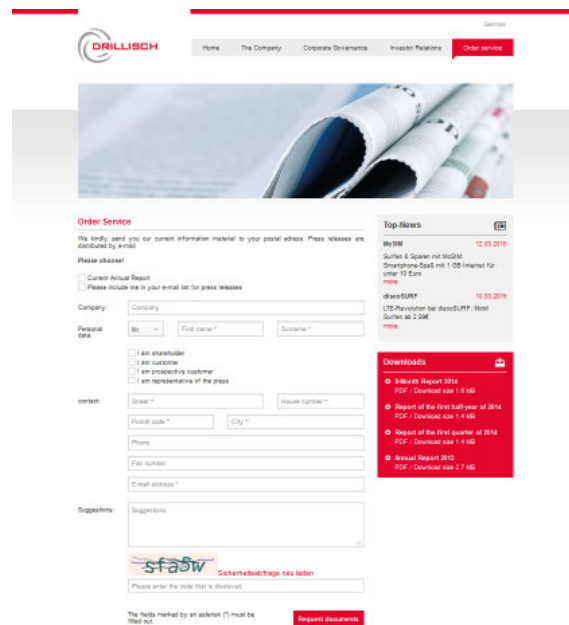 German
DRILLISCH
Home The Company Corporate Governance Investor Relations Order service
Order Service
We kindly send you our current information material to your postal adress. Press releases are
distributed by e-mail
Please choose!
Current Annual Report
Please include me in your e-mail list for press releases
Company: Company
Personal data: Mr. First name * Surname *
I am shareholder
I am customer
I am prospective customer
I am representative of the press
contact: Street * House number *
Postal code * City *
Phone
Fax number
E-mail address *
Suggestions: Suggestions
Sicherheitsabfrage neu laden
Please enter the code that is displayed
The fields marked by an asterisk (*) must be
filled out.
Request documents
Top-News
McSIM 12.03.2015
Surfen & Sparen mit McSIM:
Smartphone-Spaß mit 1 GB Internet für
unter 10 Euro
more
discoSURF 10.03.2015
LTE-Revolution bei discoSURF: Mobil
Surfen ab 2,99€
more
Downloads
9-Month Report 2014
PDF / Download size 1.6 MB
Report of the first half-year of 2014
PDF / Download size 1.4 MB
Report of the first quarter of 2014
PDF / Download size 1.4 MB
Annual Report 2013
PDF / Download size 2.7 MB